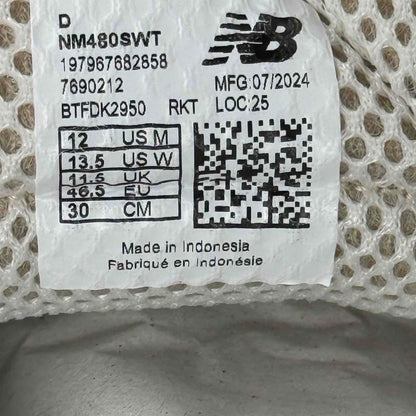 D
NM480SWT
NB
197967682858
7690212 MFG:07/2024
BTFDK2950 RKT LOC:25
12 US M
13.5 US W
11.5 UK
46.5 EU
30 CM
Made in Indonesia
Fabriqué en Indonésie